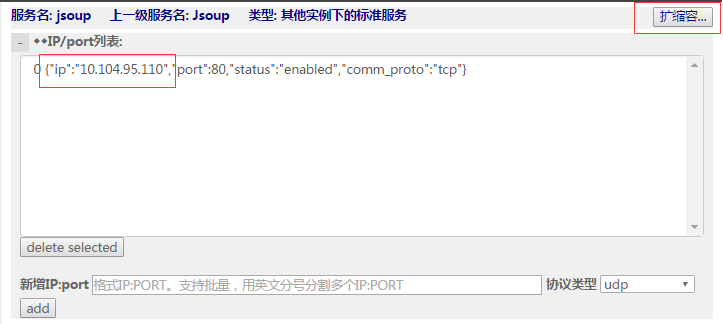 服务名: jsoup 上一级服务名: Jsoup 类型: 其他实例下的标准服务 扩缩容...
- ◆◆IP/port列表:
0 {"ip":"10.104.95.110","port":80,"status":"enabled","comm_proto":"tcp"}
delete selected
新增IP:port 格式IP:PORT。支持批量，用英文分号分割多个IP:PORT 协议类型 udp
add